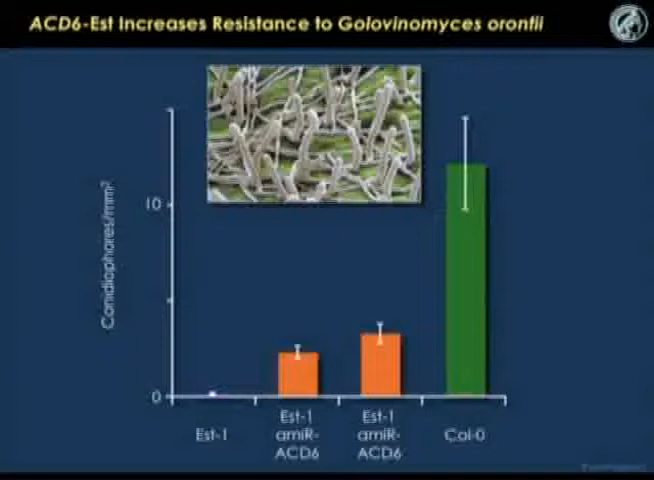 ACD6-Est Increases Resistance to Golovinomyces orontii
Conidiophores/mm²
10
0
Est-1
Est-1
amiR-
ACD6
Est-1
amiR-
ACD6
Col-0